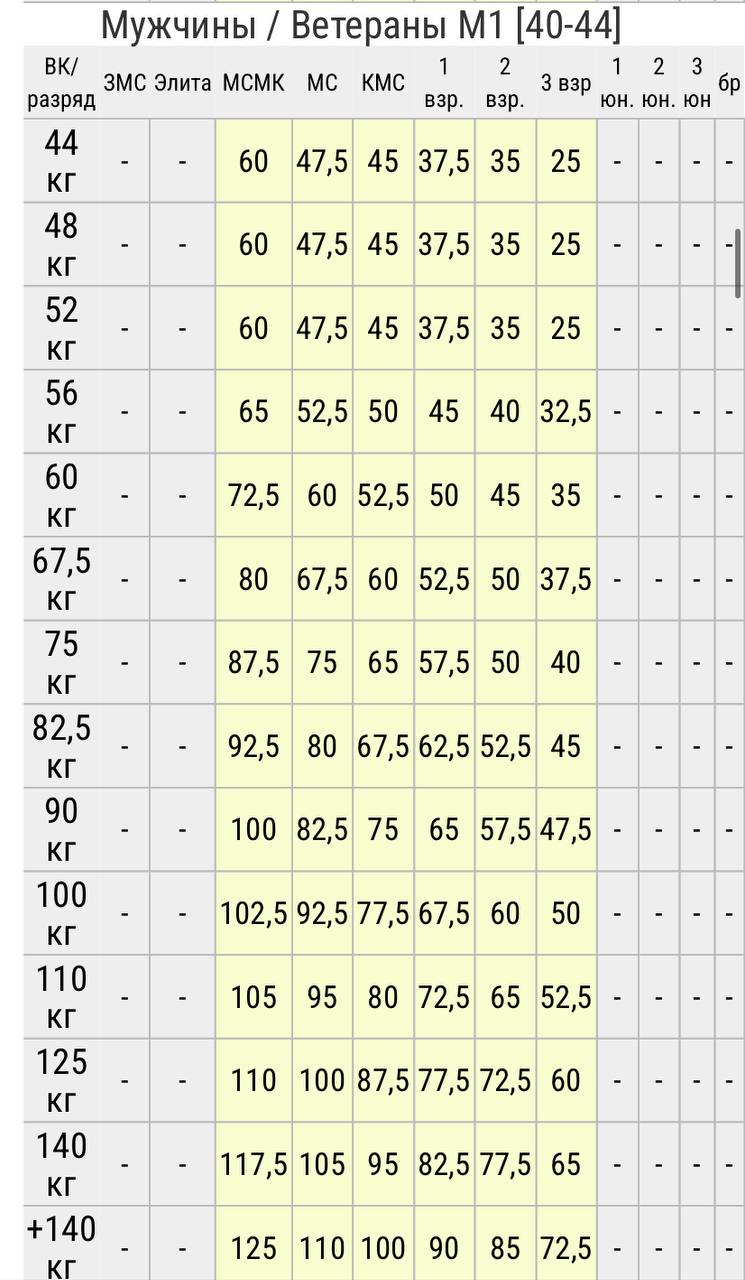 Мужчины / Ветераны М1 [40-44]
ВК/разряд ЗМС Элита МСМК МС КМС 1 взр. 2 взр. 3 взр 1 юн. 2 юн. 3 юн бр
44 кг - - 60 47,5 45 37,5 35 25 - - - -
48 кг - - 60 47,5 45 37,5 35 25 - - - -
52 кг - - 60 47,5 45 37,5 35 25 - - - -
56 кг - - 65 52,5 50 45 40 32,5 - - - -
60 кг - - 72,5 60 52,5 50 45 35 - - - -
67,5 кг - - 80 67,5 60 52,5 50 37,5 - - - -
75 кг - - 87,5 75 65 57,5 50 40 - - - -
82,5 кг - - 92,5 80 67,5 62,5 52,5 45 - - - -
90 кг - - 100 82,5 75 65 57,5 47,5 - - - -
100 кг - - 102,5 92,5 77,5 67,5 60 50 - - - -
110 кг - - 105 95 80 72,5 65 52,5 - - - -
125 кг - - 110 100 87,5 77,5 72,5 60 - - - -
140 кг - - 117,5 105 95 82,5 77,5 65 - - - -
+140 кг - - 125 110 100 90 85 72,5 - - - -